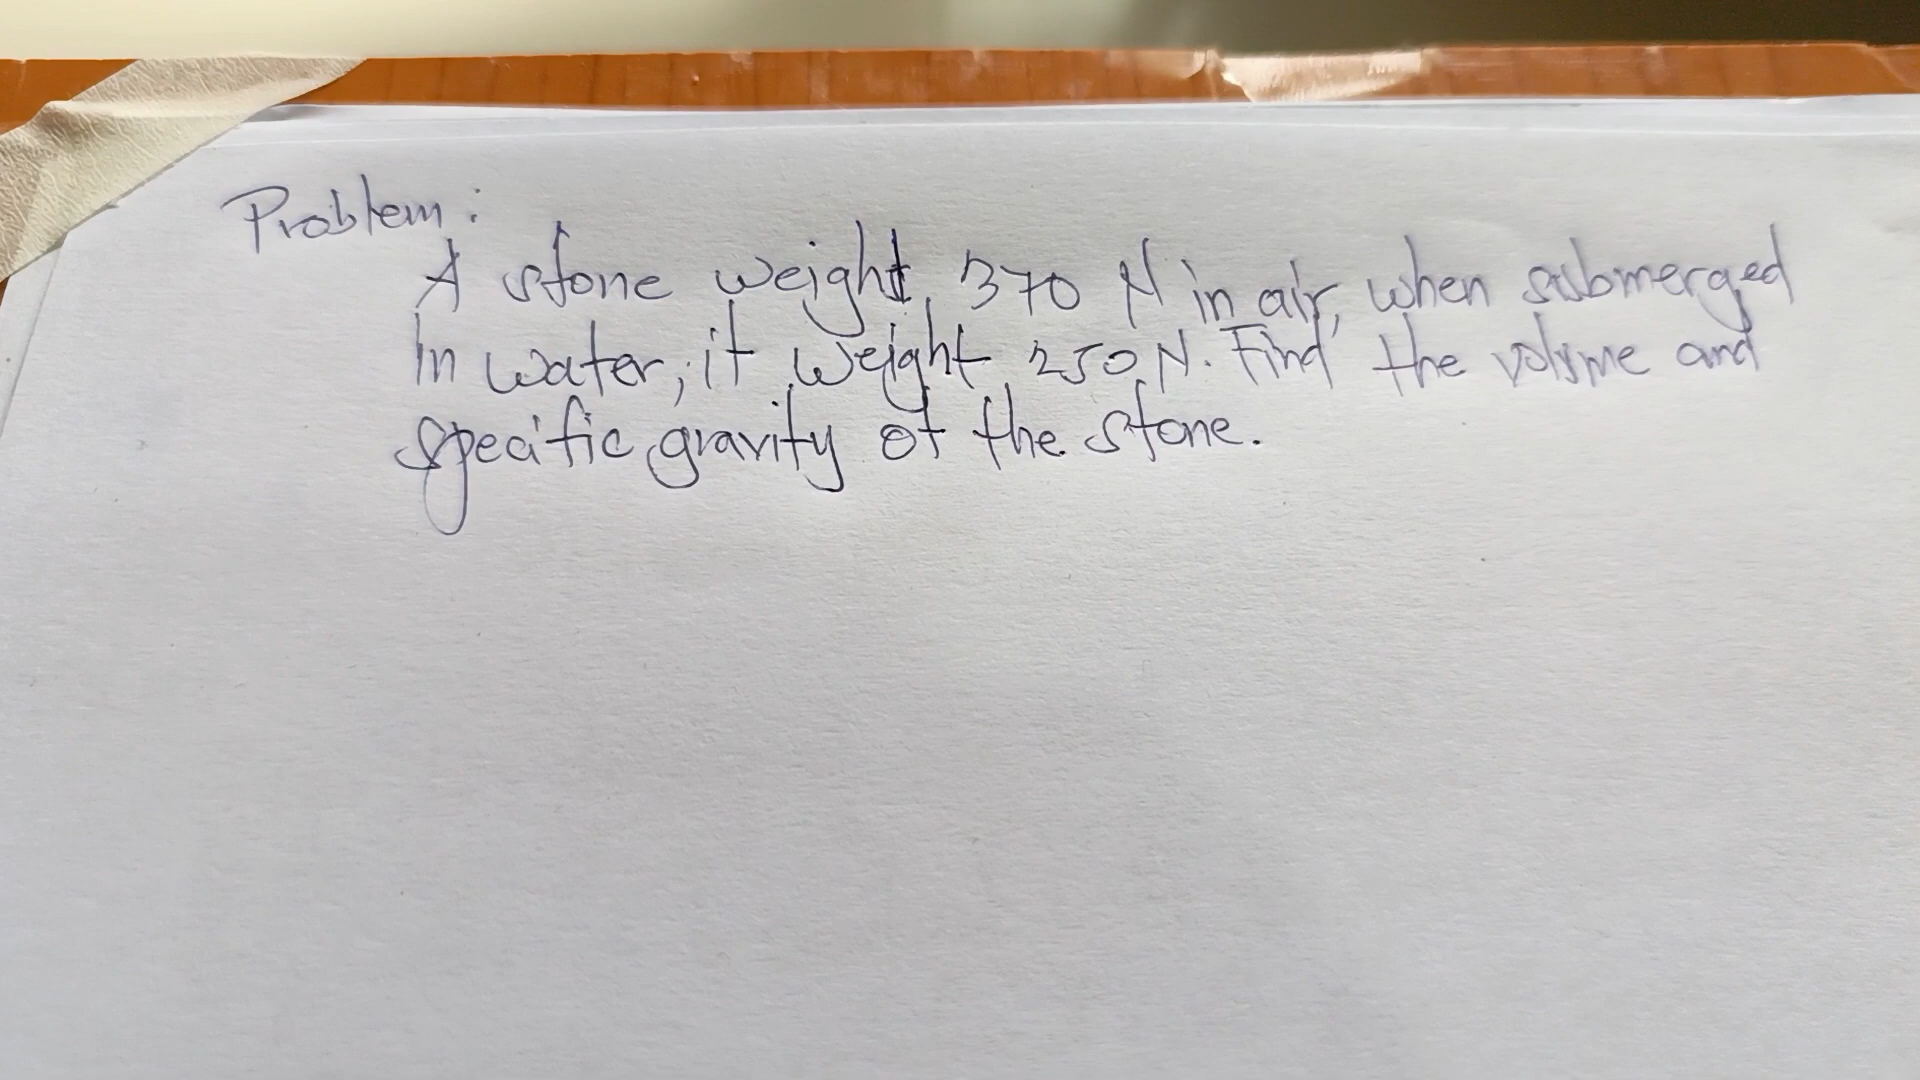 Problem:
A stone weight 370 N in air, when submerged
In water, it weight 250 N. Find the volume and
specific gravity of the stone.